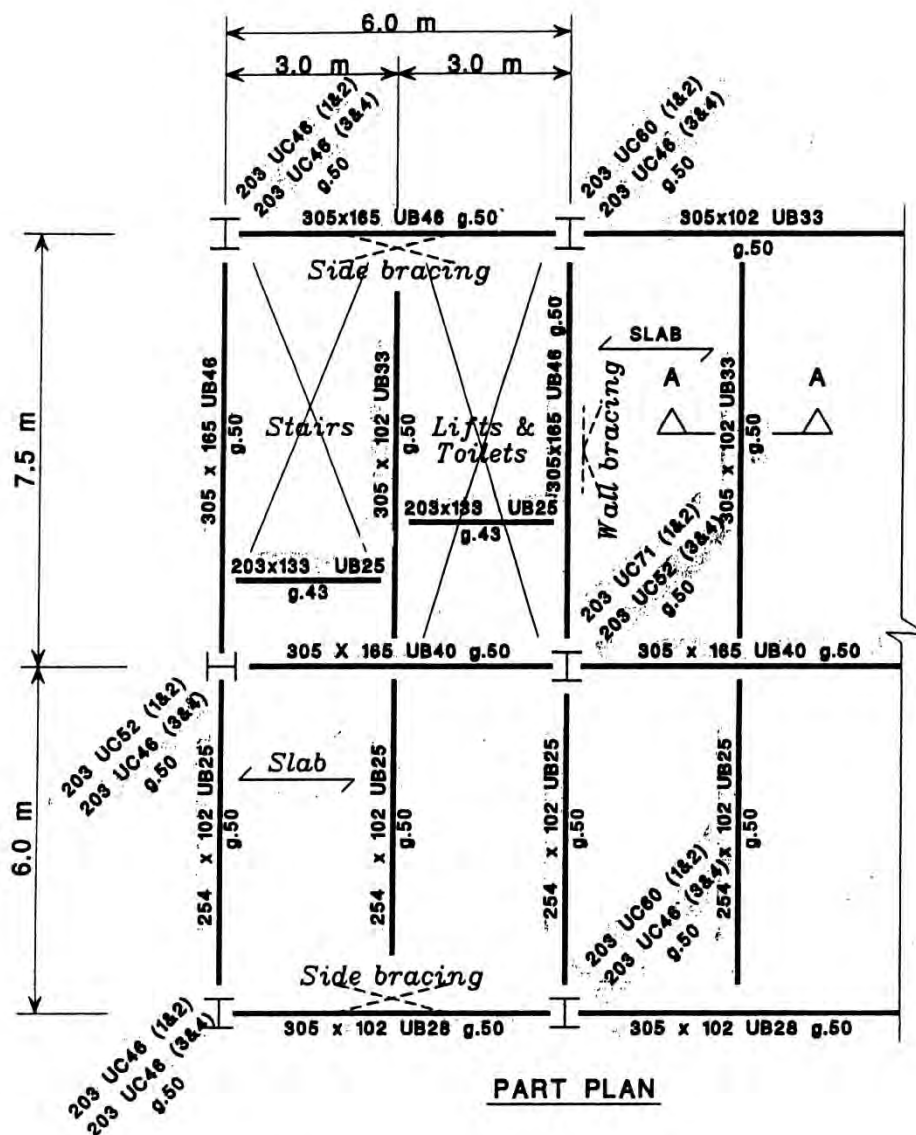 6.0 m
3.0 m
3.0 m
203 UC46 (1&2)
203 UC46 (3&4)
g.50
203 UC60 (1&2)
203 UC46 (3&4)
g.50
305x165 UB46 g.50
305x102 UB33
g.50
Side bracing
7.5 m
305 x 165 UB46
g.50
Stairs
305 x 102 UB33
g.50
Lifts &
Toilets
305x165 UB46 g.50
Wall bracing
SLAB
A
A
305 x 102 UB33
g.50
203x133 UB25
g.43
203x133 UB25
g.43
203 UC71 (1&2)
203 UC52 (3&4)
g.50
305 X 165 UB40 g.50
305 x 165 UB40 g.50
203 UC52 (1&2)
203 UC46 (3&4)
g.50
6.0 m
254 x 102 UB25
g.50
Slab
254 x 102 UB25
g.50
254 x 102 UB25
g.50
254 x 102 UB25
g.50
203 UC60 (1&2)
203 UC46 (3&4)
g.50
Side bracing
203 UC46 (1&2)
203 UC46 (3&4)
g.50
305 x 102 UB28 g.50
305 x 102 UB28 g.50
PART PLAN